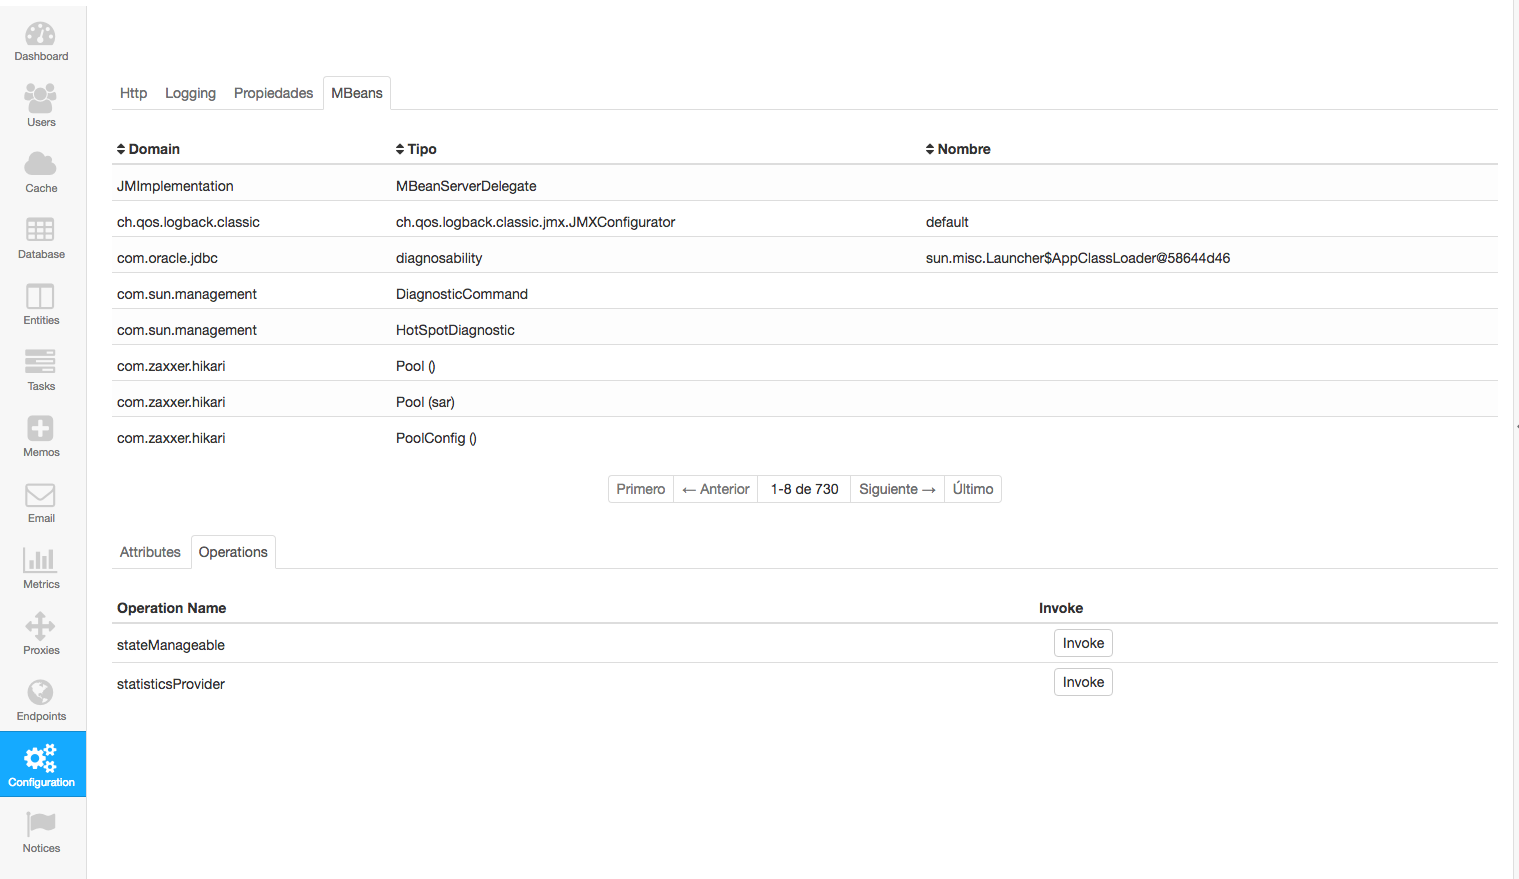 Dashboard
Users
Cache
Database
Entities
Tasks
Memos
Email
Metrics
Proxies
Endpoints
Configuration
Notices
Http Logging Propiedades MBeans
Domain Tipo Nombre
JMImplementation MBeanServerDelegate
ch.qos.logback.classic ch.qos.logback.classic.jmx.JMXConfigurator default
com.oracle.jdbc diagnosability sun.misc.Launcher$AppClassLoader@58644d46
com.sun.management DiagnosticCommand
com.sun.management HotSpotDiagnostic
com.zaxxer.hikari Pool ()
com.zaxxer.hikari Pool (sar)
com.zaxxer.hikari PoolConfig ()
Primero ← Anterior 1-8 de 730 Siguiente → Último
Attributes Operations
Operation Name Invoke
stateManageable Invoke
statisticsProvider Invoke